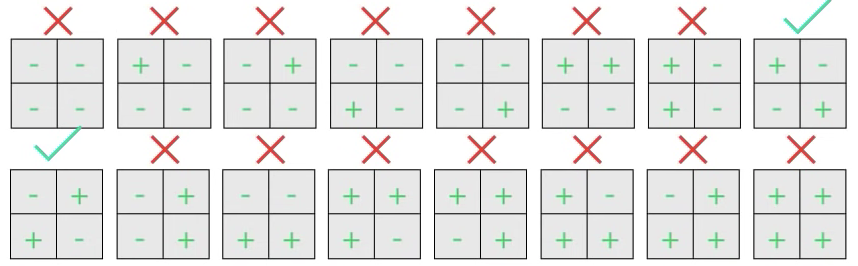 - - + - - + - - - - + + + - + -
- - - - - - + - - + - - + - - +
- + - + - - + + + + + - - + + +
+ - - + + + + - - + + + + + + +